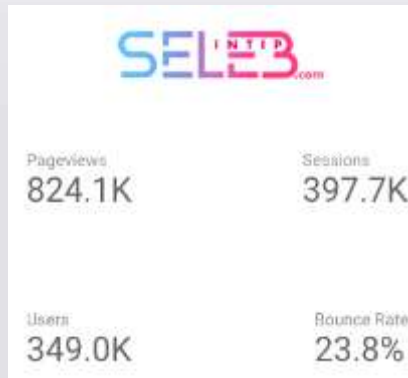 INTIP
SELEB.com
Pageviews
824.1K
Sessions
397.7K
Users
349.0K
Bounce Rate
23.8%